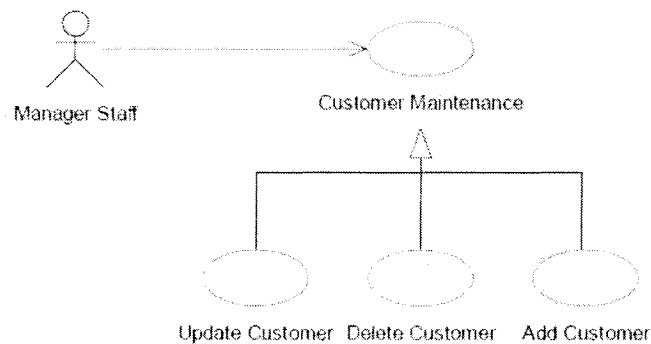 Manager Staff
Customer Maintenance
Update Customer
Delete Customer
Add Customer